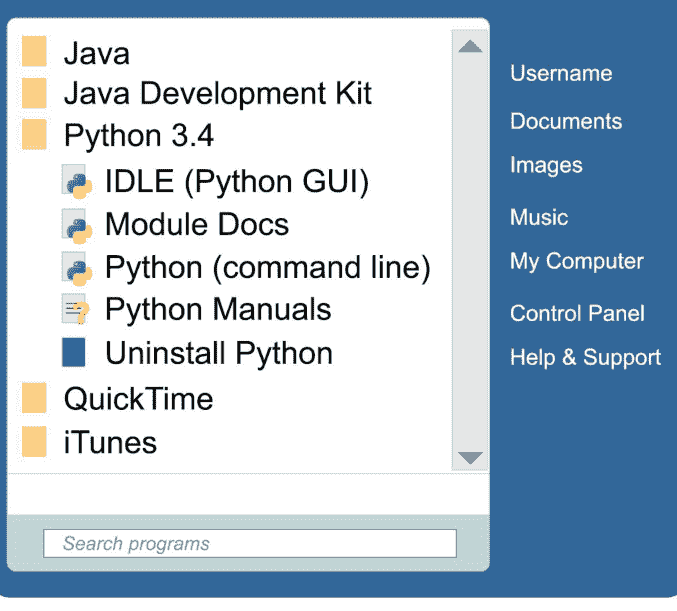 Java
Java Development Kit
Python 3.4
IDLE (Python GUI)
Module Docs
Python (command line)
Python Manuals
Uninstall Python
QuickTime
iTunes
Search programs
Username
Documents
Images
Music
My Computer
Control Panel
Help & Support